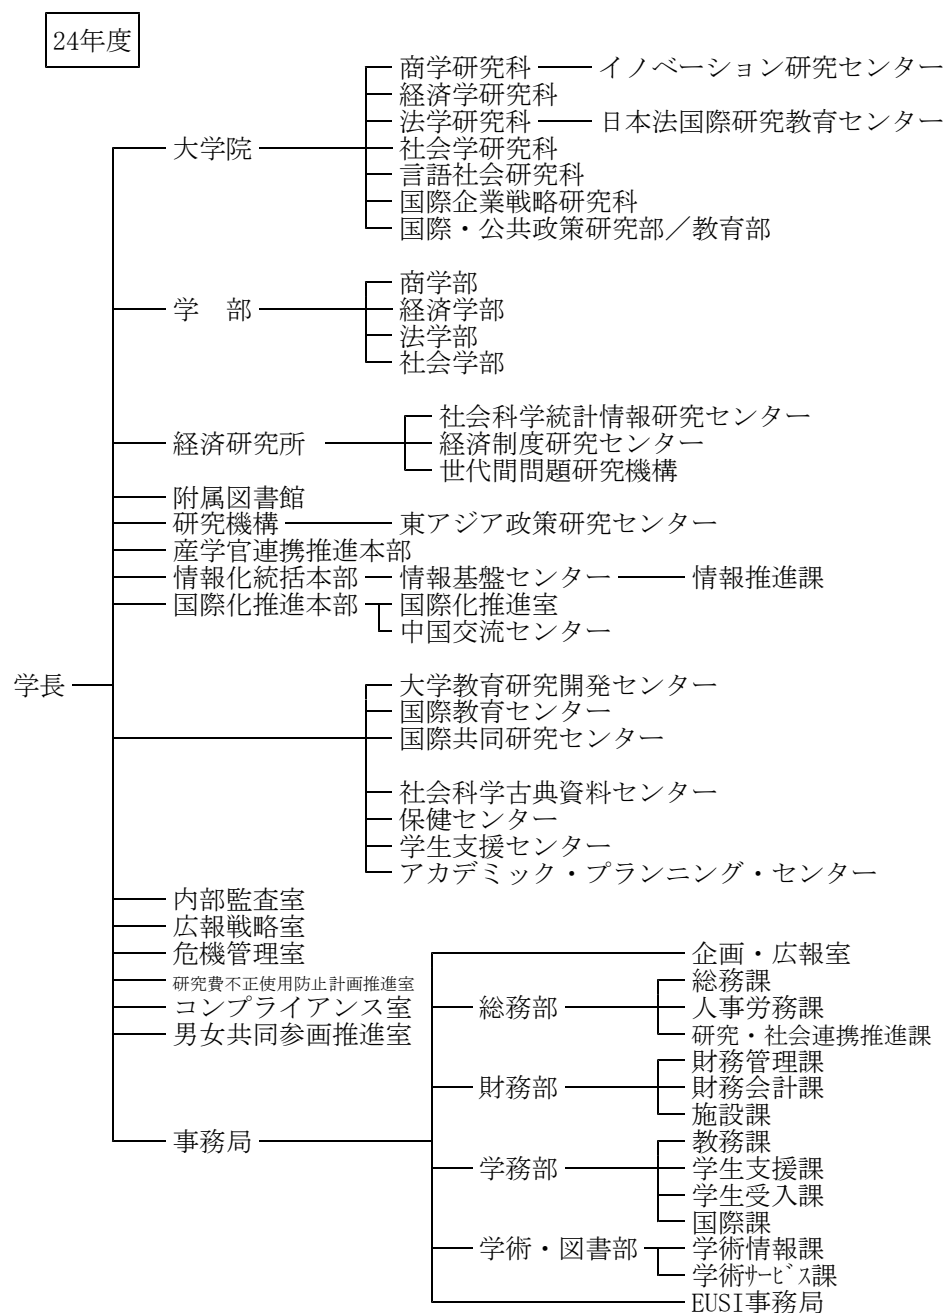 24年度
商学研究科 イノベーション研究センター
経済学研究科
法学研究科 日本法国際研究教育センター
大学院 社会学研究科
言語社会研究科
国際企業戦略研究科
国際・公共政策研究部／教育部
商学部
学　部 経済学部
法学部
社会学部
社会科学統計情報研究センター
経済研究所 経済制度研究センター
世代間問題研究機構
附属図書館
研究機構 東アジア政策研究センター
産学官連携推進本部
情報化統括本部 情報基盤センター 情報推進課
国際化推進本部 国際化推進室
中国交流センター
学長 大学教育研究開発センター
国際教育センター
国際共同研究センター
社会科学古典資料センター
保健センター
学生支援センター
アカデミック・プランニング・センター
内部監査室
広報戦略室
危機管理室 企画・広報室
研究費不正使用防止計画推進室 総務課
コンプライアンス室 総務部 人事労務課
男女共同参画推進室 研究・社会連携推進課
財務管理課
財務部 財務会計課
施設課
事務局 教務課
学務部 学生支援課
学生受入課
国際課
学術・図書部 学術情報課
学術ｻｰﾋﾞｽ課
EUSI事務局